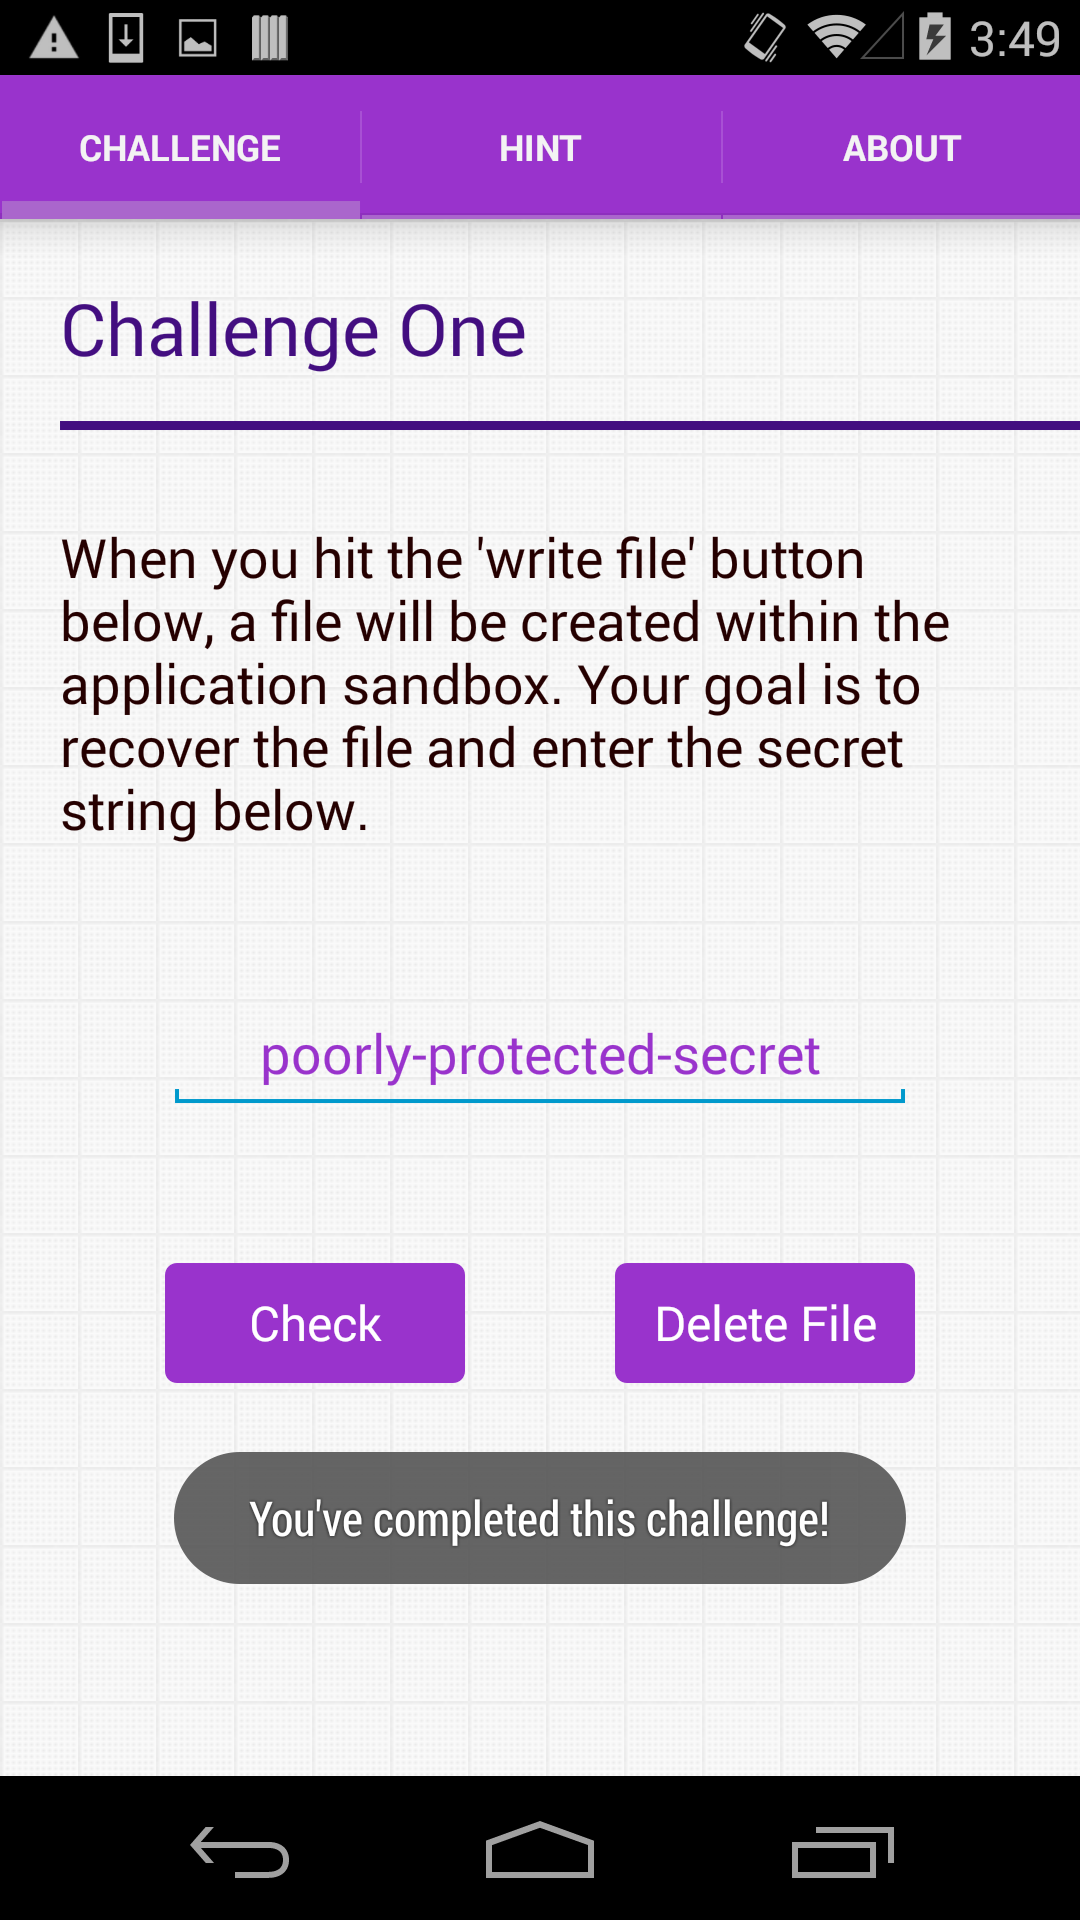 3:49
CHALLENGE HINT ABOUT
Challenge One
When you hit the 'write file' button
below, a file will be created within the
application sandbox. Your goal is to
recover the file and enter the secret
string below.
poorly-protected-secret
Check Delete File
You've completed this challenge!